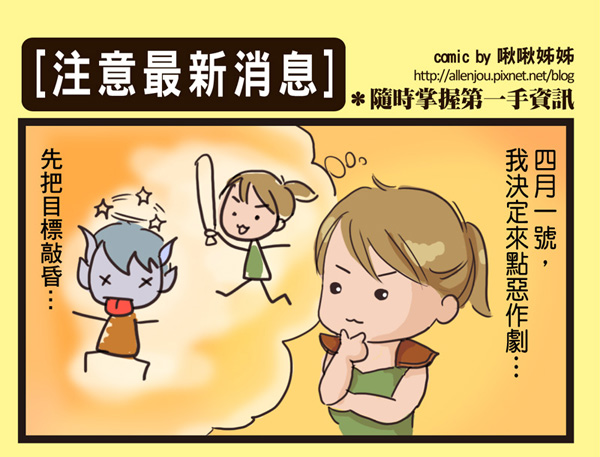 [注意最新消息]
comic by 啾啾姊姊
http://allenjou.pixnet.net/blog
＊隨時掌握第一手資訊
四月一號，
我決定來點惡作劇…
先把目標敲昏…